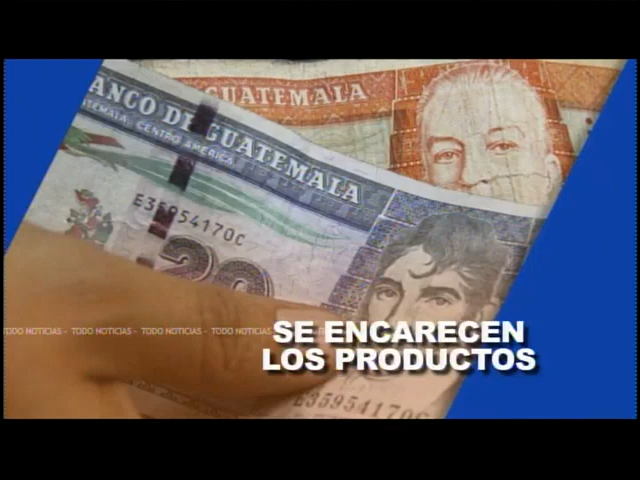 GUATEMALA
BANCO DE GUATEMALA
GUATEMALA, CENTRO AMERICA
E35954170C
20
TODO NOTICIAS - TODO NOTICIAS - TODO NOTICIAS - TODO NOTICIAS
SE ENCARECEN
LOS PRODUCTOS
E35954170C